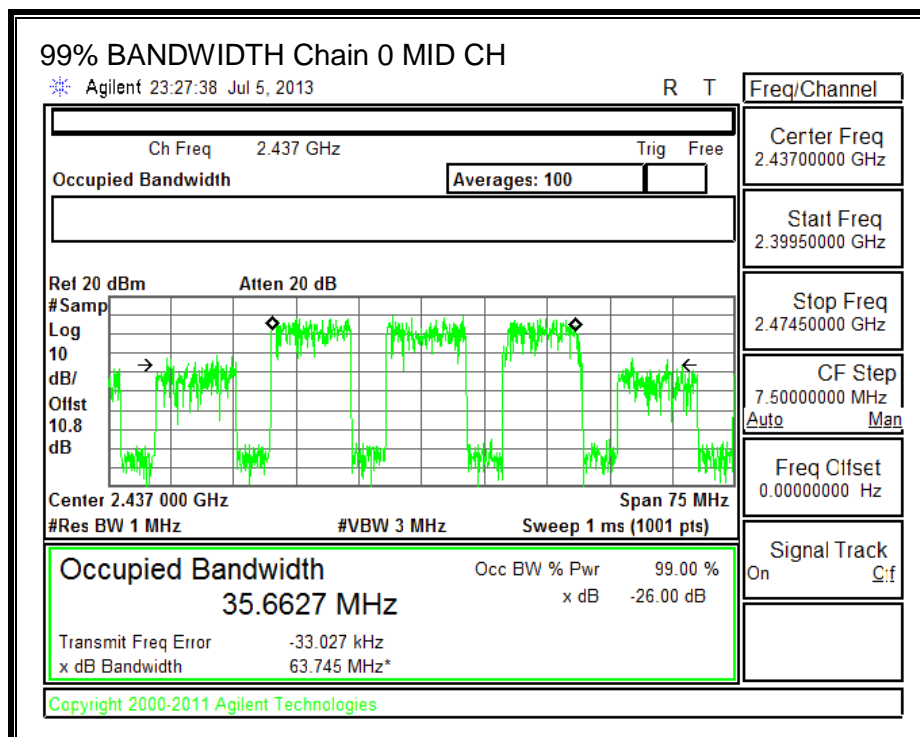 99% BANDWIDTH Chain 0 MID CH
Agilent 23:27:38 Jul 5, 2013 R T
Freq/Channel
Ch Freq 2.437 GHz Trig Free
Occupied Bandwidth Averages: 100
Center Freq
2.43700000 GHz
Start Freq
2.39950000 GHz
Stop Freq
2.47450000 GHz
CF Step
7.50000000 MHz
Auto Man
Freq Offset
0.00000000 Hz
Signal Track
On Off
Ref 20 dBm Atten 20 dB
#Samp
Log
10
dB/
Offst
10.8
dB
Center 2.437 000 GHz Span 75 MHz
#Res BW 1 MHz #VBW 3 MHz Sweep 1 ms (1001 pts)
Occupied Bandwidth Occ BW % Pwr 99.00 %
35.6627 MHz x dB -26.00 dB
Transmit Freq Error -33.027 kHz
x dB Bandwidth 63.745 MHz*
Copyright 2000-2011 Agilent Technologies